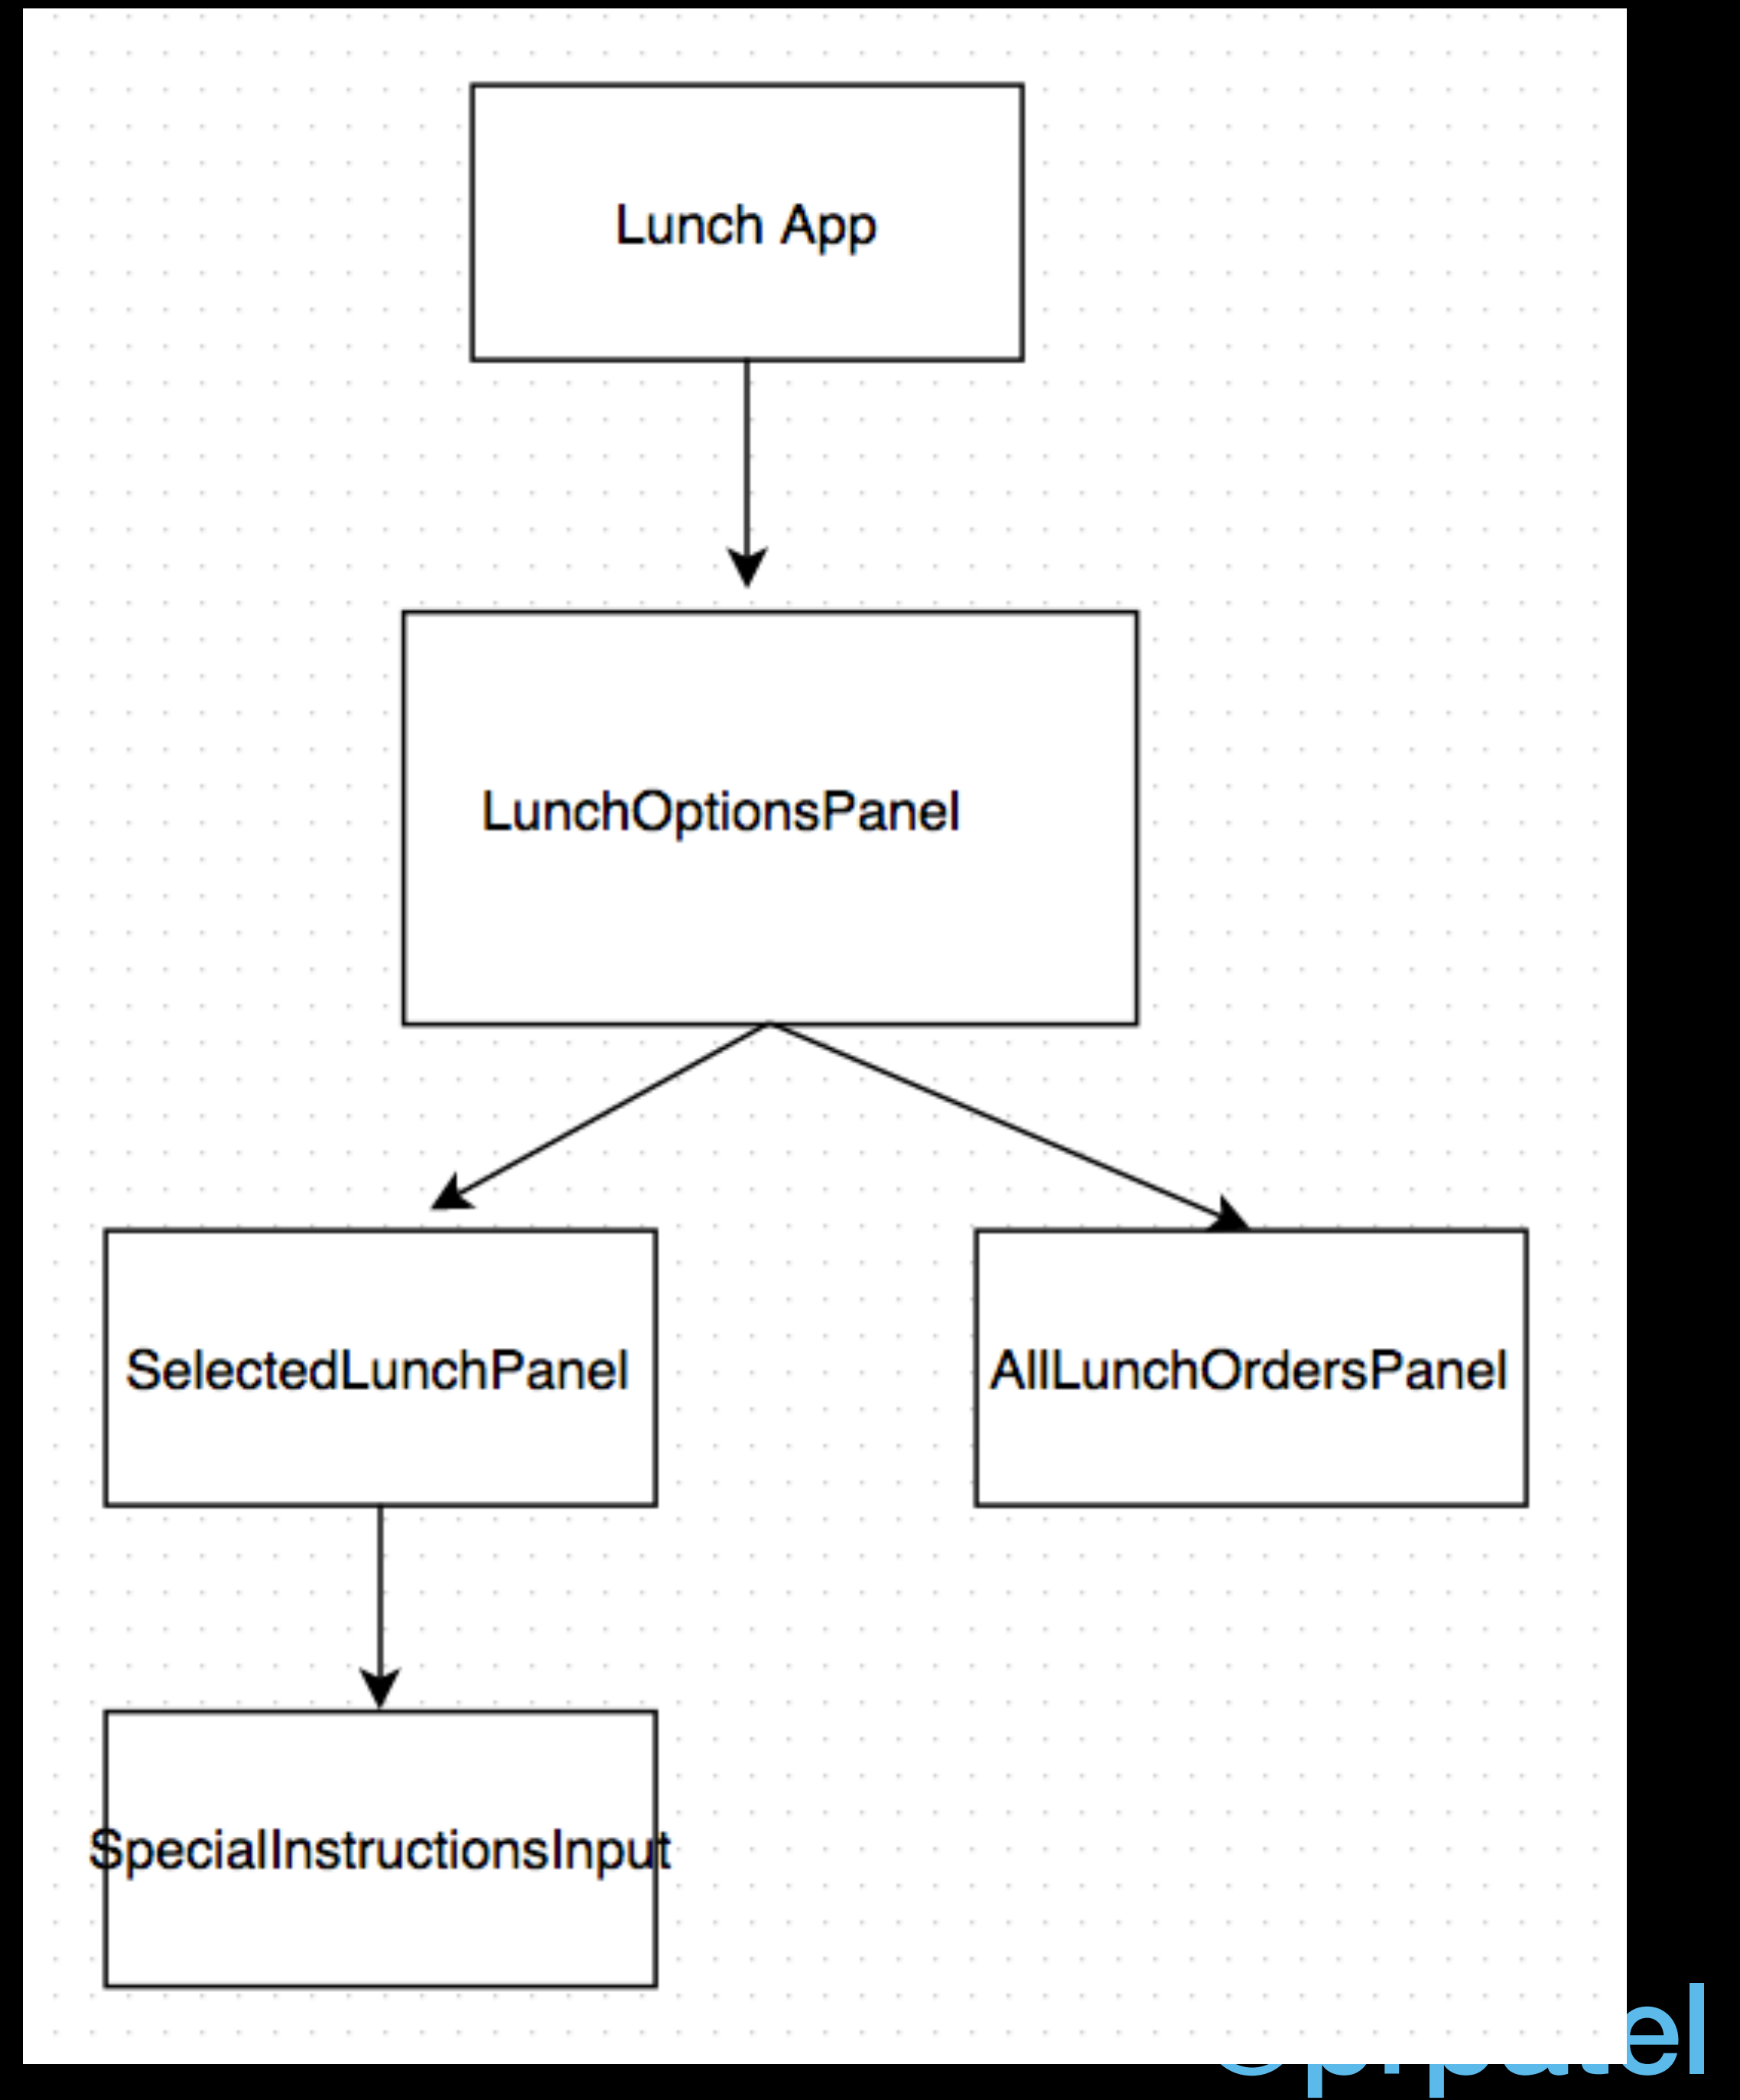 Lunch App
LunchOptionsPanel
SelectedLunchPanel
AllLunchOrdersPanel
SpecialInstructionsInput